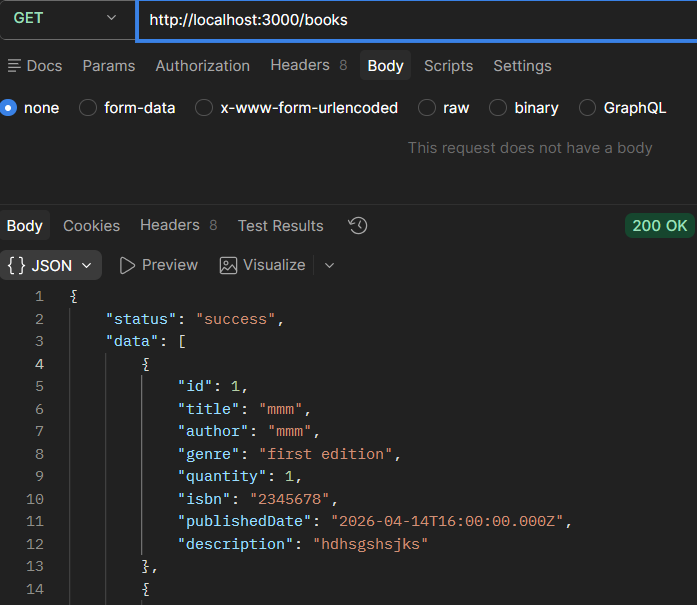 GET http://localhost:3000/books
Docs Params Authorization Headers 8 Body Scripts Settings
none form-data x-www-form-urlencoded raw binary GraphQL
This request does not have a body
Body Cookies Headers 8 Test Results 200 OK
{} JSON Preview Visualize
1 {
2 "status": "success",
3 "data": [
4 {
5 "id": 1,
6 "title": "mmm",
7 "author": "mmm",
8 "genre": "first edition",
9 "quantity": 1,
10 "isbn": "2345678",
11 "publishedDate": "2026-04-14T16:00:00.000Z",
12 "description": "hdhsgshsjks"
13 },
14 {